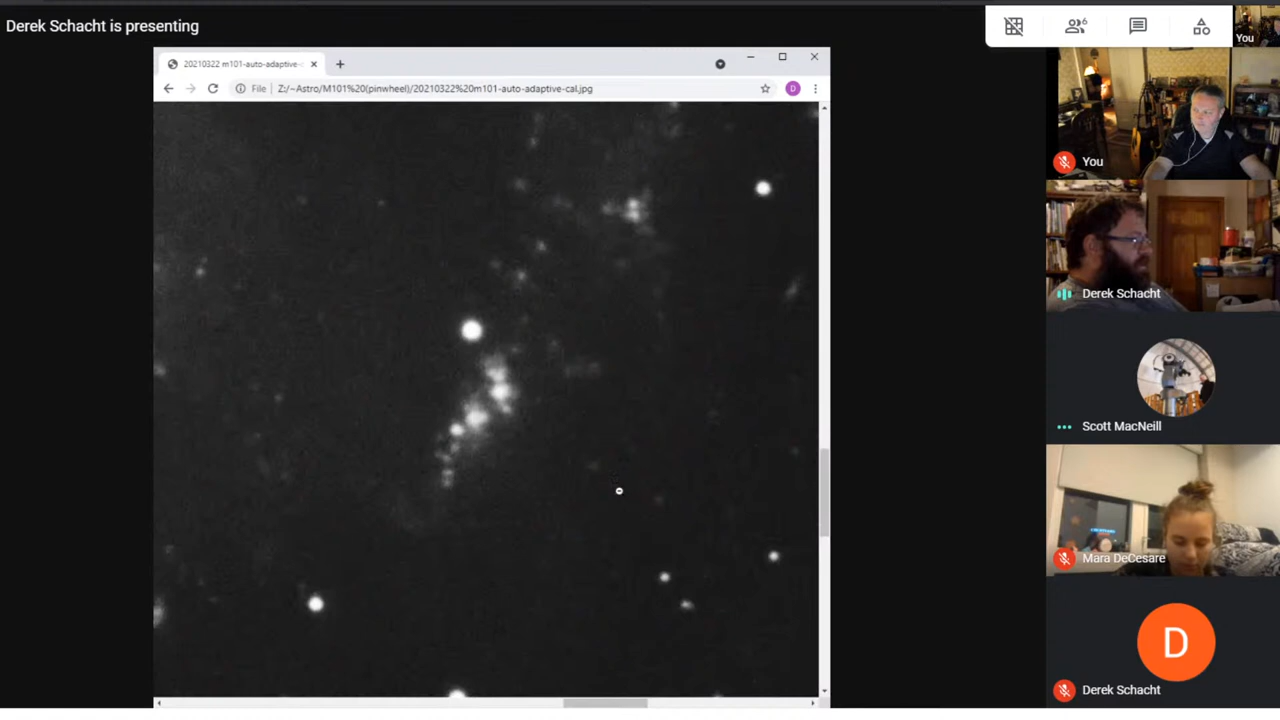 Derek Schacht is presenting
20210322 m101-auto-adaptive-c
File Z:/~Astro/M101%20(pinwheel)/20210322%20m101-auto-adaptive-cal.jpg
D
6
You
You
Derek Schacht
Scott MacNeill
Mara DeCesare
D
Derek Schacht